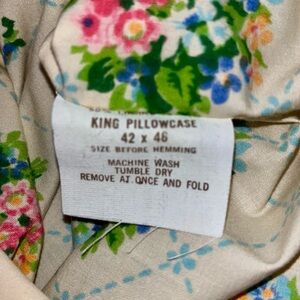 KING PILLOWCASE
42 x 46
SIZE BEFORE HEMMING
MACHINE WASH
TUMBLE DRY
REMOVE AT ONCE AND FOLD